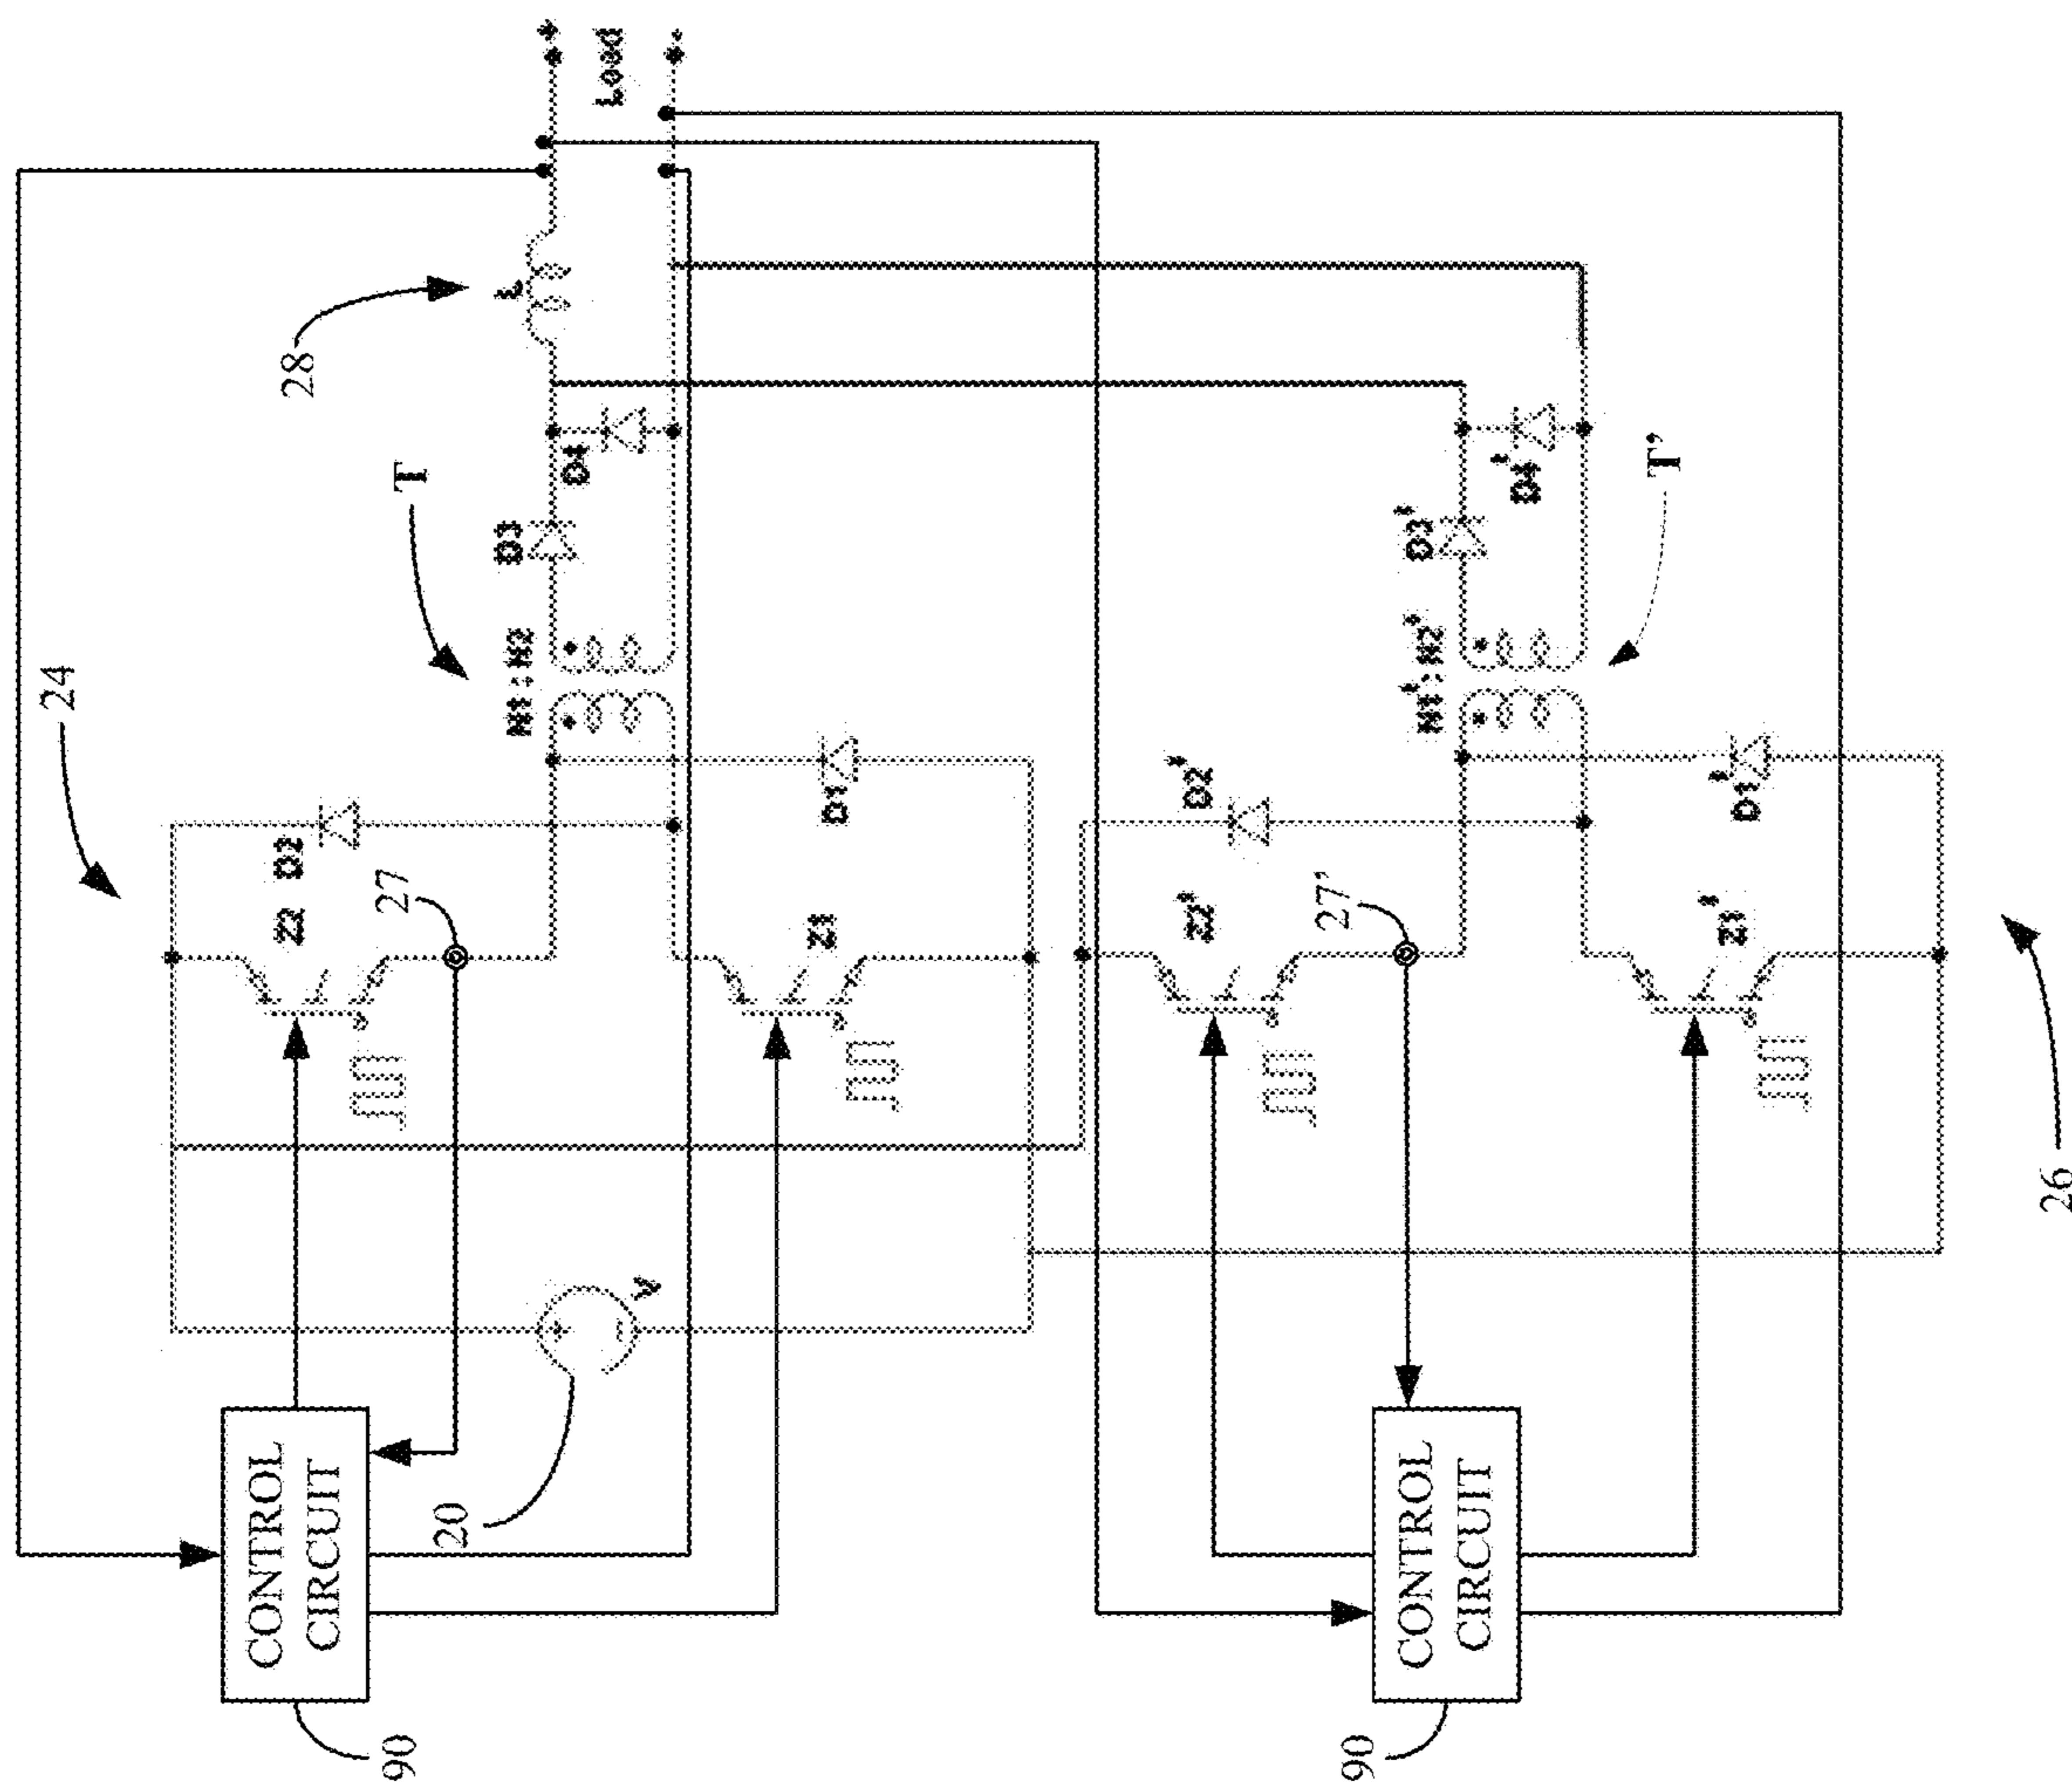 24
28
T
L
Load
+
-
N1:N2
D3
D4
D2
Z2
27
Z1
D1
CONTROL
CIRCUIT
90
20
V
N1':N2'
D3'
D4'
T'
D2'
Z2'
27'
Z1'
D1'
CONTROL
CIRCUIT
90
26